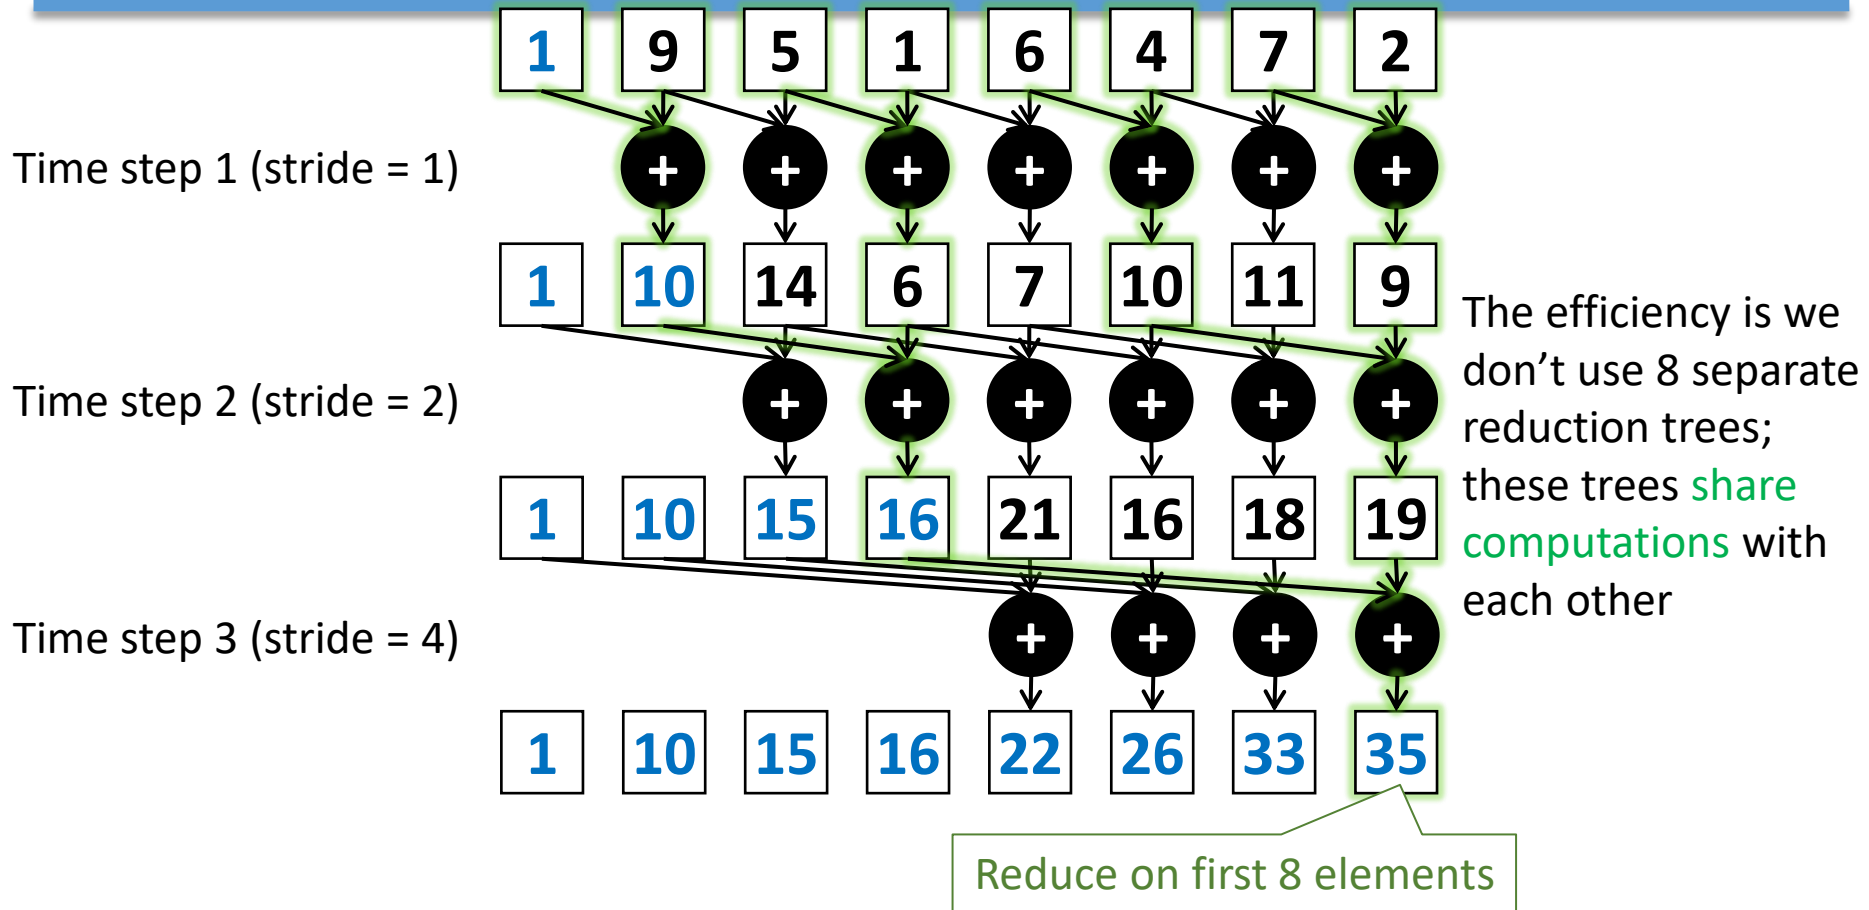 1 9 5 1 6 4 7 2
Time step 1 (stride = 1) + + + + + + +
1 10 14 6 7 10 11 9
Time step 2 (stride = 2) + + + + + +
1 10 15 16 21 16 18 19
Time step 3 (stride = 4) + + + +
1 10 15 16 22 26 33 35
The efficiency is we
don’t use 8 separate
reduction trees;
these trees share
computations with
each other
Reduce on first 8 elements